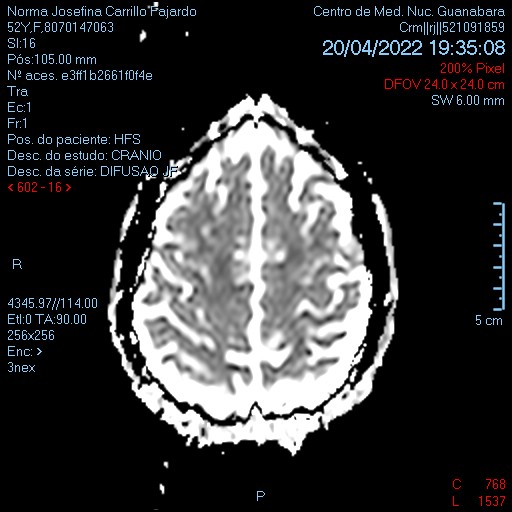 Norma Josefina Carrillo Pajardo
52Y,F,8070147063
Sl:16
Pós:105.00 mm
Nº aces. e3ff1b2661f0f4e
Tra
Ec:1
Fr:1
Pos. do paciente: HFS
Desc. do estudo: CRANIO
Desc. da série: DIFUSAO JF
< 602 - 16 >
Centro de Med. Nuc. Guanabara
Crm||rj||521091859
20/04/2022 19:35:08
200% Pixel
DFOV 24.0 x 24.0 cm
SW 6.00 mm
R
5 cm
4345.97//114.00
Etl:0 TA:90.00
256x256
Enc: >
3nex
P
C 768
L 1537